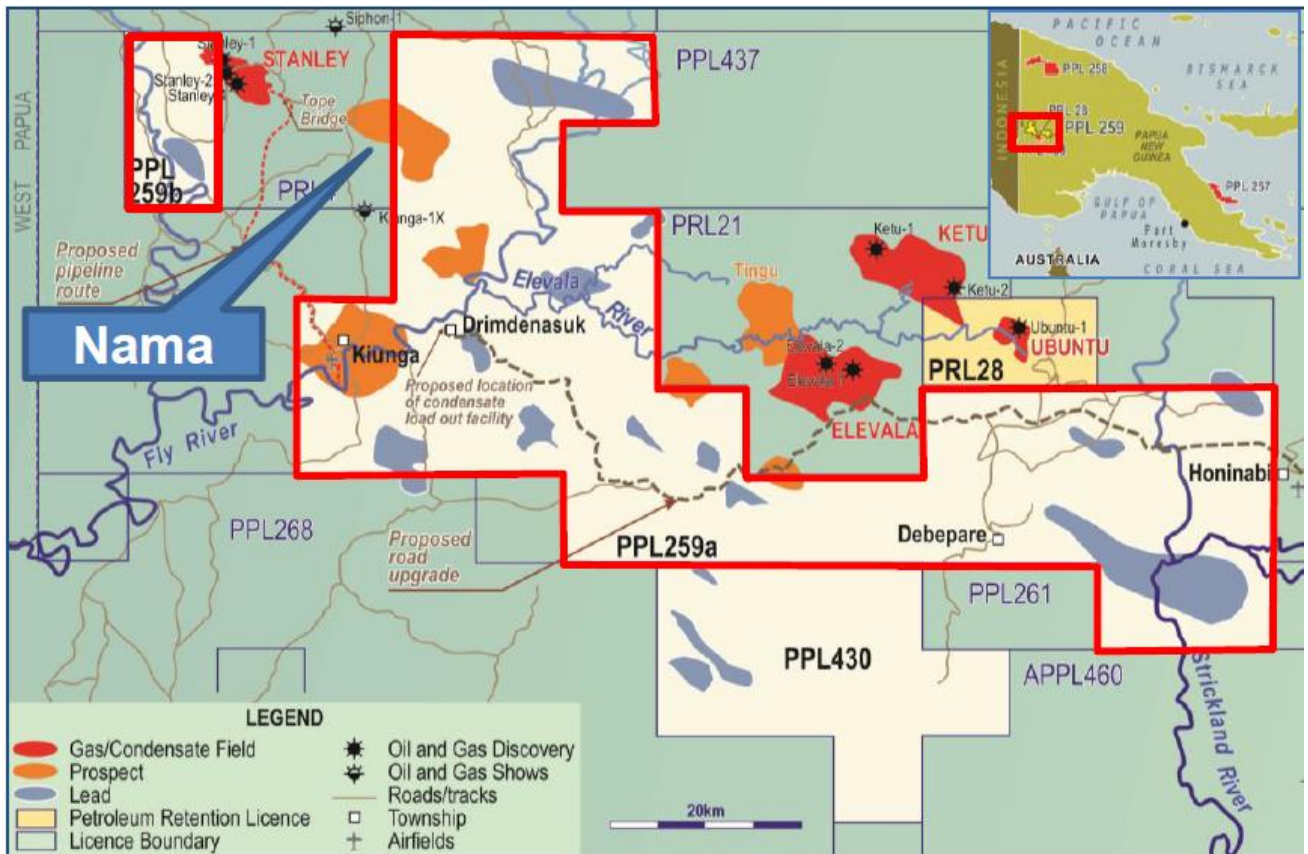 Siphon-1
Stanley-1
STANLEY
Stanley-2
Tope
Bridge
PPL437
PPL
259b
WEST PAPUA
Kiunga-1X
PRL21
Ketu-1
Ketu-2
Tingu
Proposed
pipeline
route
Elevala
River
Nama
Drimdenasuk
Kiunga
Proposed location
of condensate
load out facility
Elevala-2
ELEVALA
Ubuntu-1
UBUNTU
PRL28
Fly River
Honinabi
PPL268
Proposed
road
upgrade
PPL259a
Debepare
PPL261
PPL430
APPL460
Strickland River
20km
PACIFIC
OCEAN
BISMARCK
SEA
PPL 258
PPL 259
INDONESIA
PAPUA
NEW
GUINEA
PPL 257
GULF OF
PAPUA
Port
Moresby
AUSTRALIA
CORAL SEA
LEGEND
Gas/Condensate Field
Prospect
Lead
Petroleum Retention Licence
Licence Boundary
Oil and Gas Discovery
Oil and Gas Shows
Roads/tracks
Township
Airfields